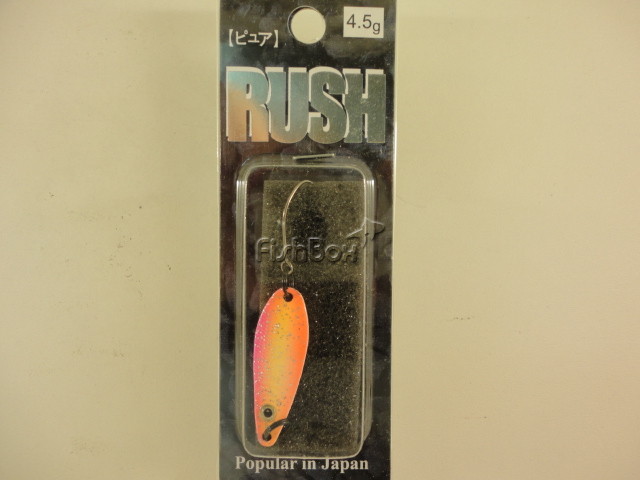 4.5g
【ピュア】
RUSH
FishBox
Popular in Japan